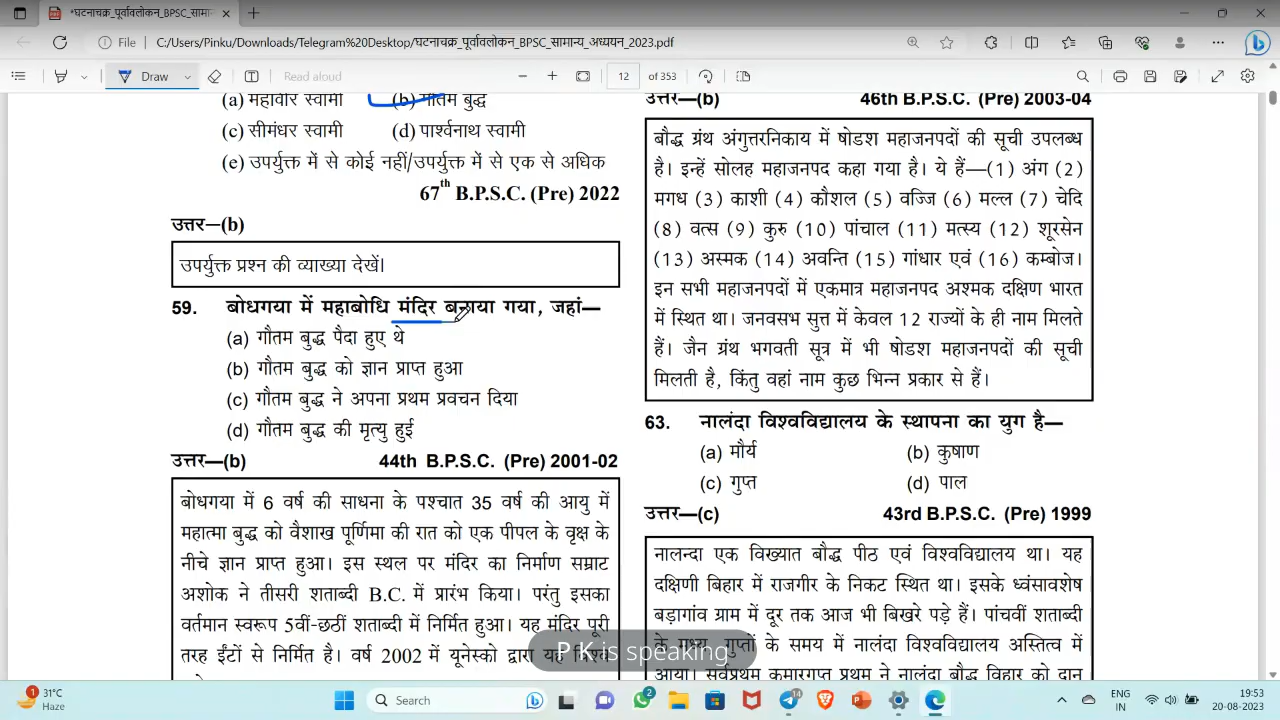 *घटनाचक्र_पूर्वावलोकन_BPSC_सामान
File
C:/Users/Pinku/Downloads/Telegram%20Desktop/घटनाचक्र_पूर्वावलोकन_BPSC_सामान्य_अध्ययन_2023.pdf
Draw
Read aloud
12
of 353
(a) महावीर स्वामी
(b) गौतम बुद्ध
(c) सीमंधर स्वामी
(d) पार्श्वनाथ स्वामी
(e) उपर्युक्त में से कोई नहीं/उपर्युक्त में से एक से अधिक
67th B.P.S.C. (Pre) 2022
उत्तर—(b)
उपर्युक्त प्रश्न की व्याख्या देखें।
59. बोधगया में महाबोधि मंदिर बनाया गया, जहां—
(a) गौतम बुद्ध पैदा हुए थे
(b) गौतम बुद्ध को ज्ञान प्राप्त हुआ
(c) गौतम बुद्ध ने अपना प्रथम प्रवचन दिया
(d) गौतम बुद्ध की मृत्यु हुई
उत्तर—(b) 44th B.P.S.C. (Pre) 2001-02
बोधगया में 6 वर्ष की साधना के पश्चात 35 वर्ष की आयु में
महात्मा बुद्ध को वैशाख पूर्णिमा की रात को एक पीपल के वृक्ष के
नीचे ज्ञान प्राप्त हुआ। इस स्थल पर मंदिर का निर्माण सम्राट
अशोक ने तीसरी शताब्दी B.C. में प्रारंभ किया। परंतु इसका
वर्तमान स्वरूप 5वीं-छठीं शताब्दी में निर्मित हुआ। यह मंदिर पूरी
तरह ईंटों से निर्मित है। वर्ष 2002 में यूनेस्को द्वारा यह विश्व
उत्तर—(b) 46th B.P.S.C. (Pre) 2003-04
बौद्ध ग्रंथ अंगुत्तरनिकाय में षोडश महाजनपदों की सूची उपलब्ध
है। इन्हें सोलह महाजनपद कहा गया है। ये हैं—(1) अंग (2)
मगध (3) काशी (4) कौशल (5) वज्जि (6) मल्ल (7) चेदि
(8) वत्स (9) कुरु (10) पांचाल (11) मत्स्य (12) शूरसेन
(13) अस्मक (14) अवन्ति (15) गांधार एवं (16) कम्बोज।
इन सभी महाजनपदों में एकमात्र महाजनपद अश्मक दक्षिण भारत
में स्थित था। जनवसभ सुत्त में केवल 12 राज्यों के ही नाम मिलते
हैं। जैन ग्रंथ भगवती सूत्र में भी षोडश महाजनपदों की सूची
मिलती है, किंतु वहां नाम कुछ भिन्न प्रकार से हैं।
63. नालंदा विश्वविद्यालय के स्थापना का युग है—
(a) मौर्य
(b) कुषाण
(c) गुप्त
(d) पाल
उत्तर—(c) 43rd B.P.S.C. (Pre) 1999
नालन्दा एक विख्यात बौद्ध पीठ एवं विश्वविद्यालय था। यह
दक्षिणी बिहार में राजगीर के निकट स्थित था। इसके ध्वंसावशेष
बड़ागांव ग्राम में दूर तक आज भी बिखरे पड़े हैं। पांचवीं शताब्दी
के मध्य गुप्तों के समय में नालंदा विश्वविद्यालय अस्तित्व में
आया। सर्वप्रथम कुमारगुप्त प्रथम ने नालंदा बौद्ध विहार को दान
P K is speaking
31°C
Haze
1
Search
2
14
ENG
IN
19:53
20-08-2023